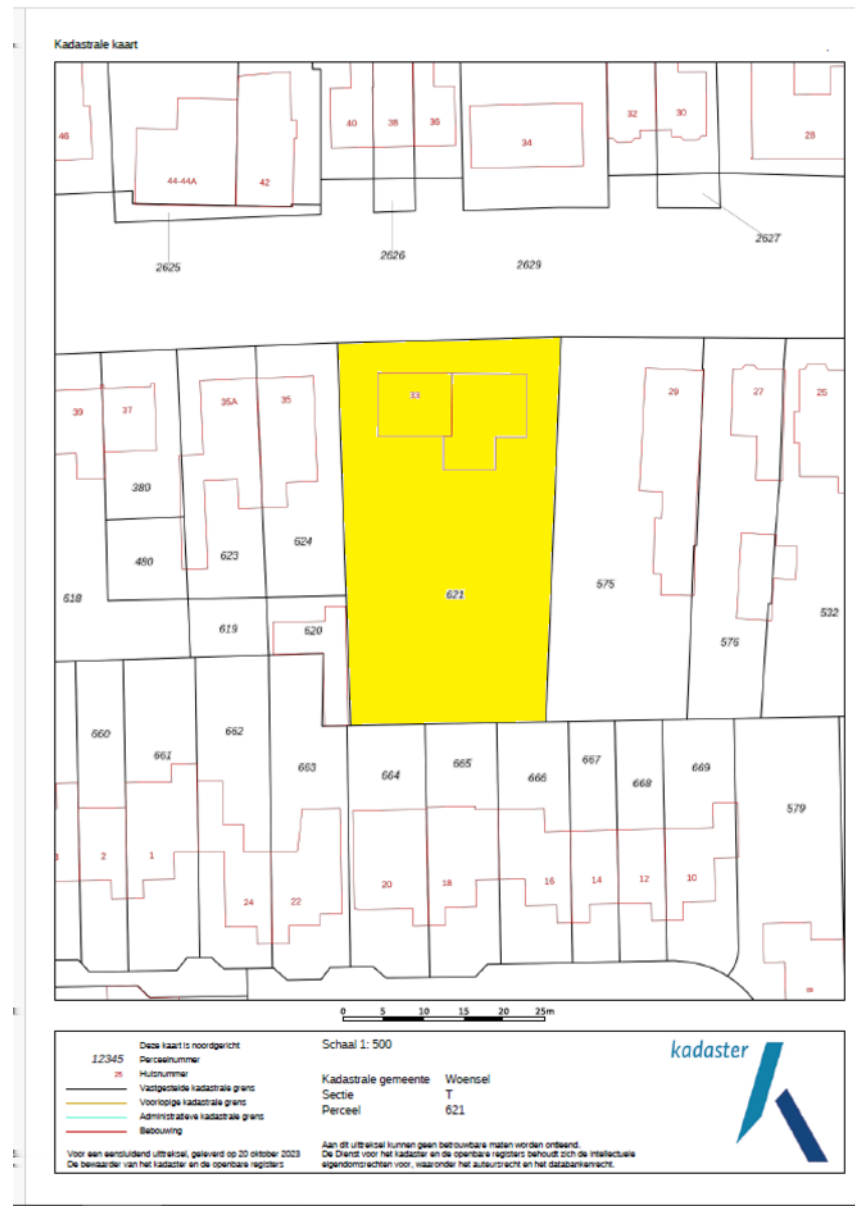 Kadastrale kaart
46
44-44A
42
40
38
36
34
32
30
28
2625
2626
2629
2627
39
37
35A
35
33
29
27
25
380
480
623
624
618
619
620
621
575
576
532
660
661
662
663
664
665
666
667
668
669
579
2
1
24
22
20
18
16
14
12
10
0 5 10 15 20 25m
Deze kaart is noordgericht
12345 Perceelnummer
25 Huisnummer
Vastgestelde kadastrale grens
Voorlopige kadastrale grens
Administratieve kadastrale grens
Bebouwing
Voor een eensluidend uittreksel, geleverd op 20 oktober 2023
De bewaarder van het kadaster en de openbare registers
Schaal 1: 500
Kadastrale gemeente Woensel
Sectie T
Perceel 621
Aan dit uittreksel kunnen geen betrouwbare maten worden ontleend.
De Dienst voor het kadaster en de openbare registers behoudt zich de intellectuele
eigendomsrechten voor, waaronder het auteursrecht en het databankenrecht.
kadaster